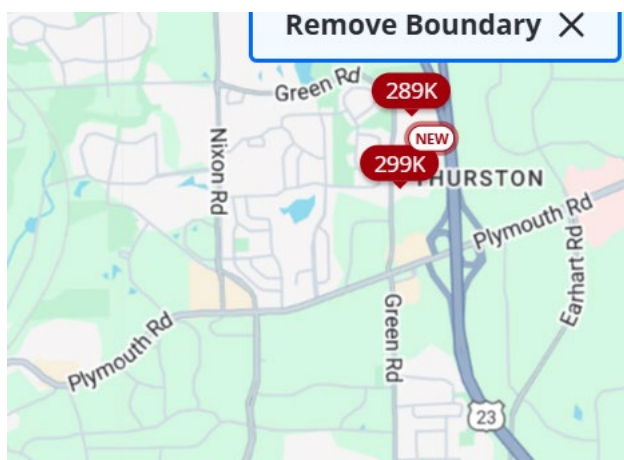 Remove Boundary ✕
Green Rd
289K
NEW
Nixon Rd
299K
THURSTON
Plymouth Rd
Earhart Rd
Green Rd
Plymouth Rd
23